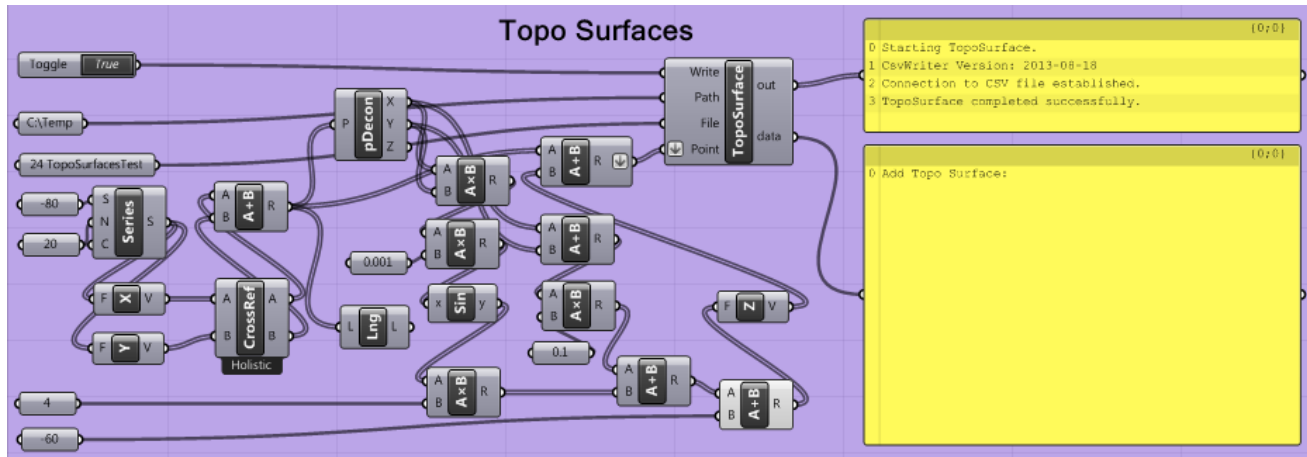 Topo Surfaces
Toggle True
C:\Temp
24 TopoSurfacesTest
-80
20
S N C Series S
F X V
F Y V
A B A+B R
A B CrossRef A B
Holistic
4
-60
P pDecon X Y Z
L Lng L
0.001
A B A×B R
A B A×B R
x Sin y
A B A×B R
A B A+B R
A B A+B R
A B A×B R
0.1
A B A+B R
A B A+B R
F Z V
Write Path File Point TopoSurface out data
{0;0}
0 Starting TopoSurface.
1 CsvWriter Version: 2013-08-18
2 Connection to CSV file established.
3 TopoSurface completed successfully.
{0;0}
0 Add Topo Surface: